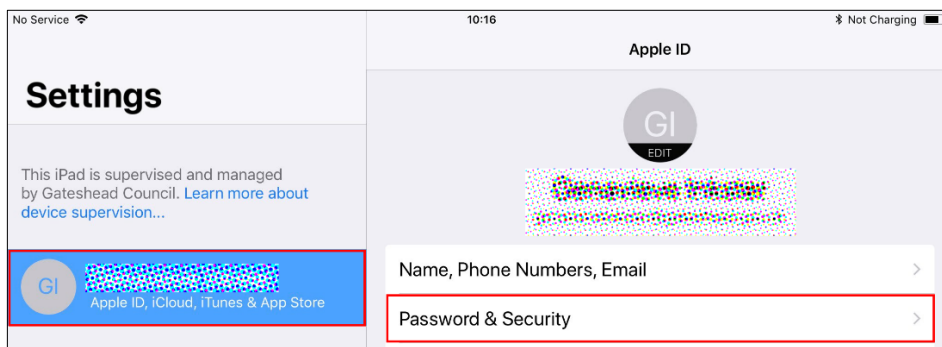 No Service
10:16
Not Charging
Settings
Apple ID
GI
EDIT
This iPad is supervised and managed
by Gateshead Council. Learn more about
device supervision...
GI
Apple ID, iCloud, iTunes & App Store
Name, Phone Numbers, Email
Password & Security